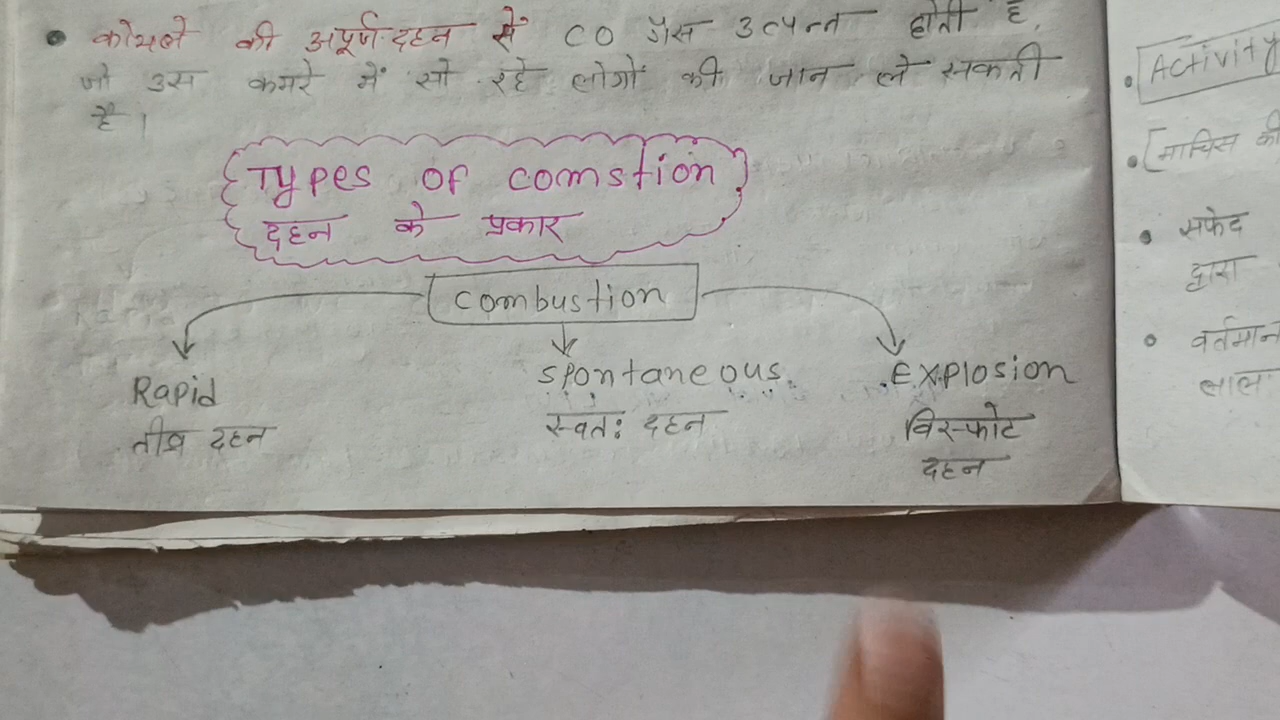 कोयले की अपूर्ण दहन से CO गैस उत्पन्न होती है,
जो उस कमरे में सो रहे लोगों की जान ले सकती
है।
Types of comstion
दहन के प्रकार
combustion
Rapid
तीव्र दहन
spontaneous
स्वतः दहन
Explosion
विस्फोट
दहन
Activity
माचिस की
सफेद
द्वारा
वर्तमान
लाल